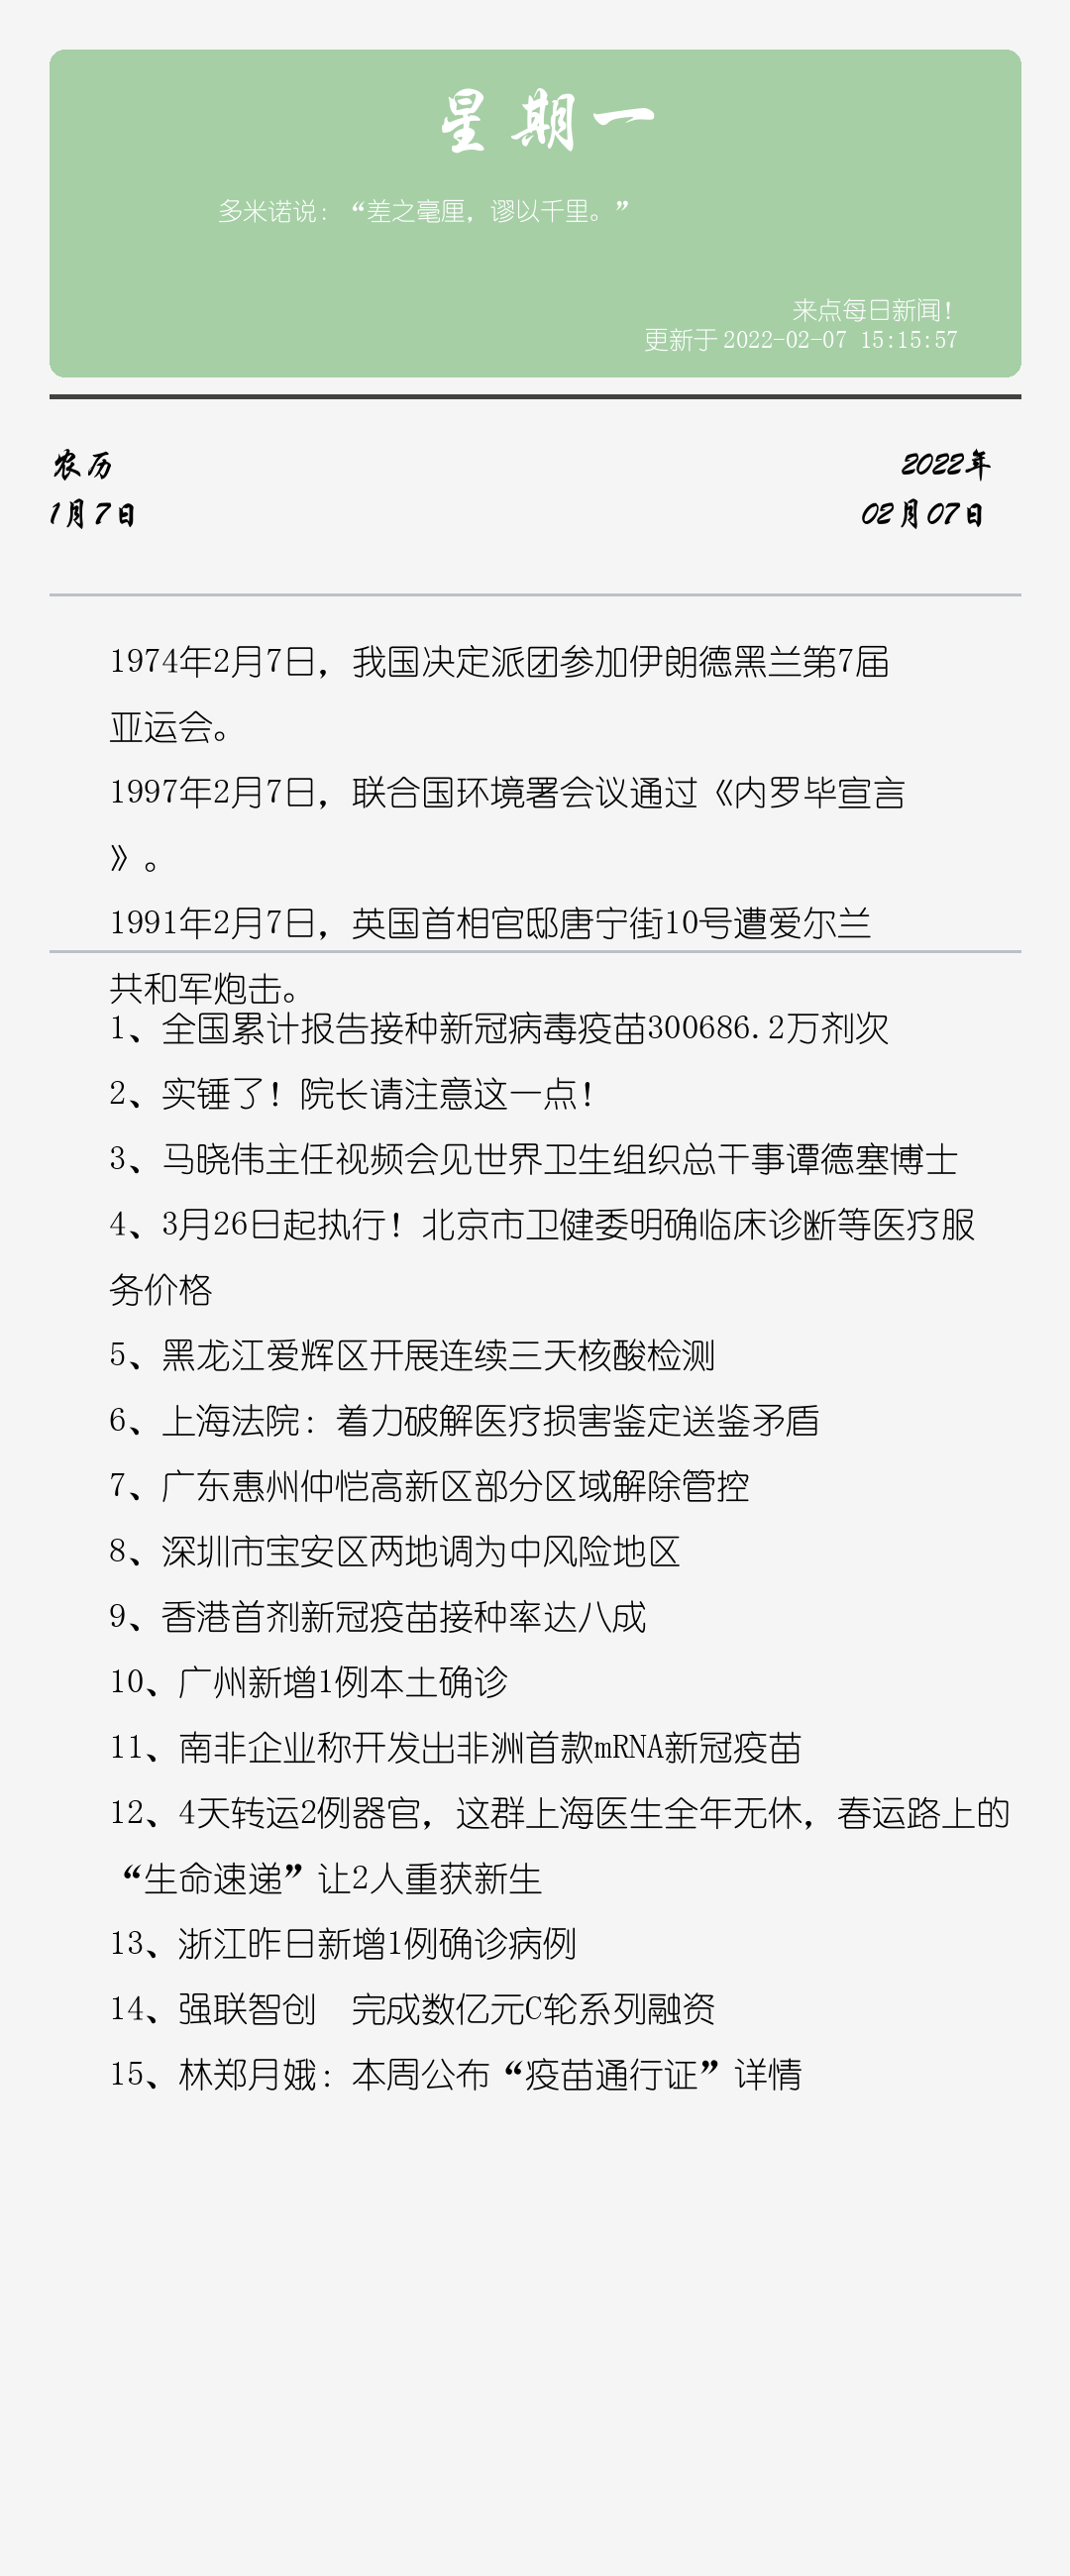 星期一
多米诺说：“差之毫厘，谬以千里。”
来点每日新闻！
更新于 2022-02-07 15:15:57
农历
2022年
1月7日
02月07日
1974年2月7日，我国决定派团参加伊朗德黑兰第7届
亚运会。
1997年2月7日，联合国环境署会议通过《内罗毕宣言
》。
1991年2月7日，英国首相官邸唐宁街10号遭爱尔兰
共和军炮击。
1、全国累计报告接种新冠病毒疫苗300686.2万剂次
2、实锤了！院长请注意这一点！
3、马晓伟主任视频会见世界卫生组织总干事谭德塞博士
4、3月26日起执行！北京市卫健委明确临床诊断等医疗服
务价格
5、黑龙江爱辉区开展连续三天核酸检测
6、上海法院：着力破解医疗损害鉴定送鉴矛盾
7、广东惠州仲恺高新区部分区域解除管控
8、深圳市宝安区两地调为中风险地区
9、香港首剂新冠疫苗接种率达八成
10、广州新增1例本土确诊
11、南非企业称开发出非洲首款mRNA新冠疫苗
12、4天转运2例器官，这群上海医生全年无休，春运路上的
“生命速递”让2人重获新生
13、浙江昨日新增1例确诊病例
14、强联智创　完成数亿元C轮系列融资
15、林郑月娥：本周公布“疫苗通行证”详情